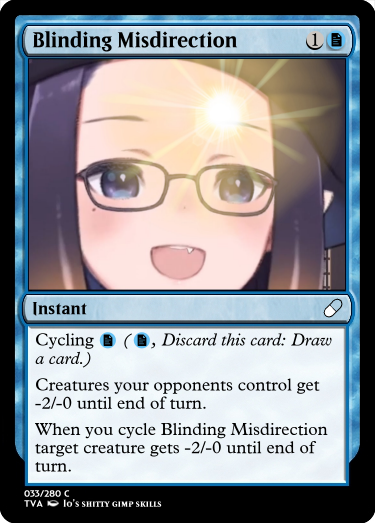 Blinding Misdirection 1
Instant
Cycling ( , Discard this card: Draw
a card.)
Creatures your opponents control get
-2/-0 until end of turn.
When you cycle Blinding Misdirection
target creature gets -2/-0 until end of
turn.
033/280 C
TVA Io's shitty gimp skills